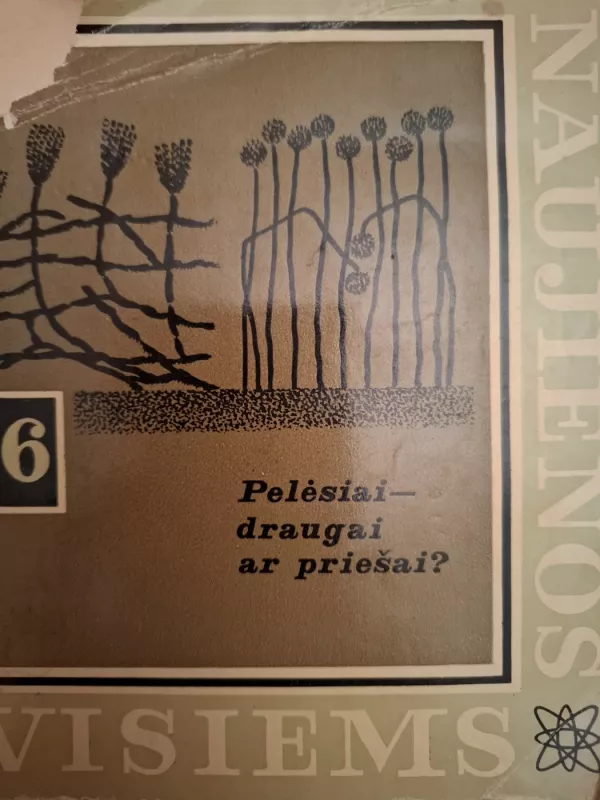 NAUJIENOS
6
Pelėsiai—
draugai
ar priešai?
VISIEMS